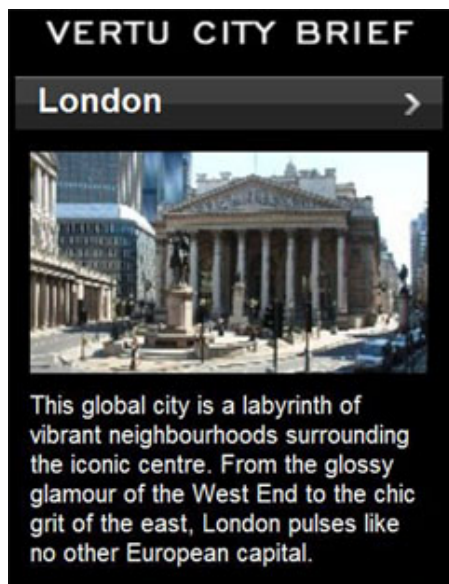 VERTU CITY BRIEF
London
This global city is a labyrinth of
vibrant neighbourhoods surrounding
the iconic centre. From the glossy
glamour of the West End to the chic
grit of the east, London pulses like
no other European capital.